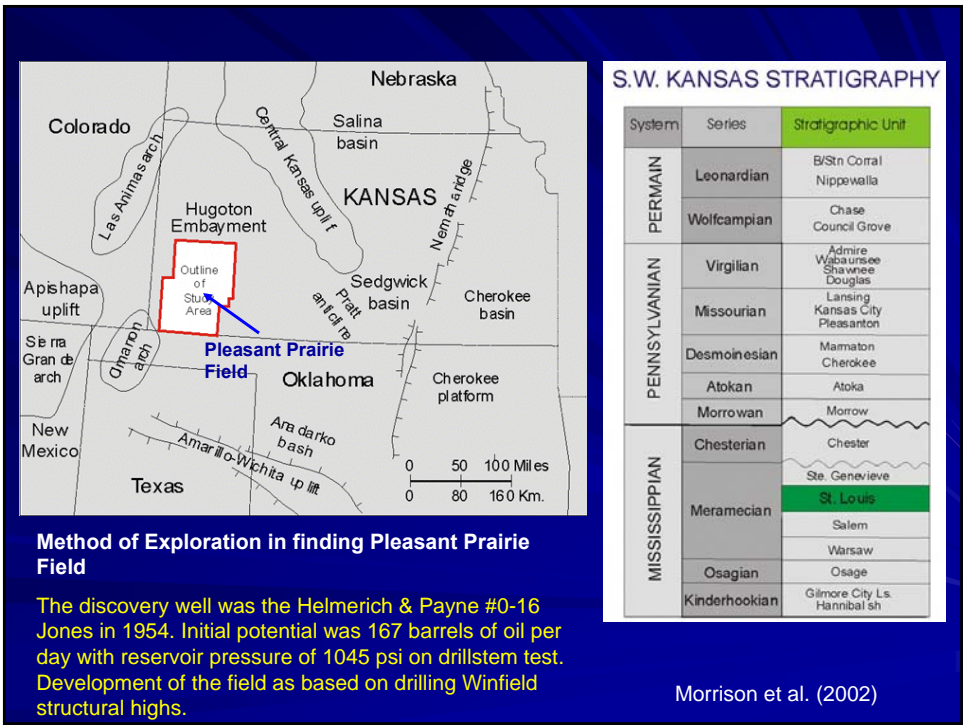 Nebraska
Colorado
Salina
basin
Las Animas arch
Central Kansas uplift
KANSAS
Nemaha ridge
Hugoton
Embayment
Outline
of
Study
Area
Apishapa
uplift
Sedgwick
basin
Pratt
anticline
Cherokee
basin
Sierra
Grande
arch
Cimarron
arch
Pleasant Prairie
Field
Oklahoma
Cherokee
platform
New
Mexico
Anadarko
bash
Amarillo-Wichita uplift
Texas
0 50 100 Miles
0 80 160 Km.
S.W. KANSAS STRATIGRAPHY
System Series Stratigraphic Unit
PERMAIN
Leonardian
B/Stn Corral
Nippewalla
Wolfcampian
Chase
Council Grove
PENNSYLVANIAN
Virgilian
Admire
Wabaunsee
Shawnee
Douglas
Missourian
Lansing
Kansas City
Pleasanton
Desmoinesian
Marmaton
Cherokee
Atokan
Atoka
Morrowan
Morrow
MISSISSIPPIAN
Chesterian
Chester
Meramecian
Ste. Genevieve
St. Louis
Salem
Warsaw
Osagian
Osage
Kinderhookian
Gilmore City Ls.
Hannibal sh
Method of Exploration in finding Pleasant Prairie
Field
The discovery well was the Helmerich & Payne #0-16
Jones in 1954. Initial potential was 167 barrels of oil per
day with reservoir pressure of 1045 psi on drillstem test.
Development of the field as based on drilling Winfield
structural highs.
Morrison et al. (2002)